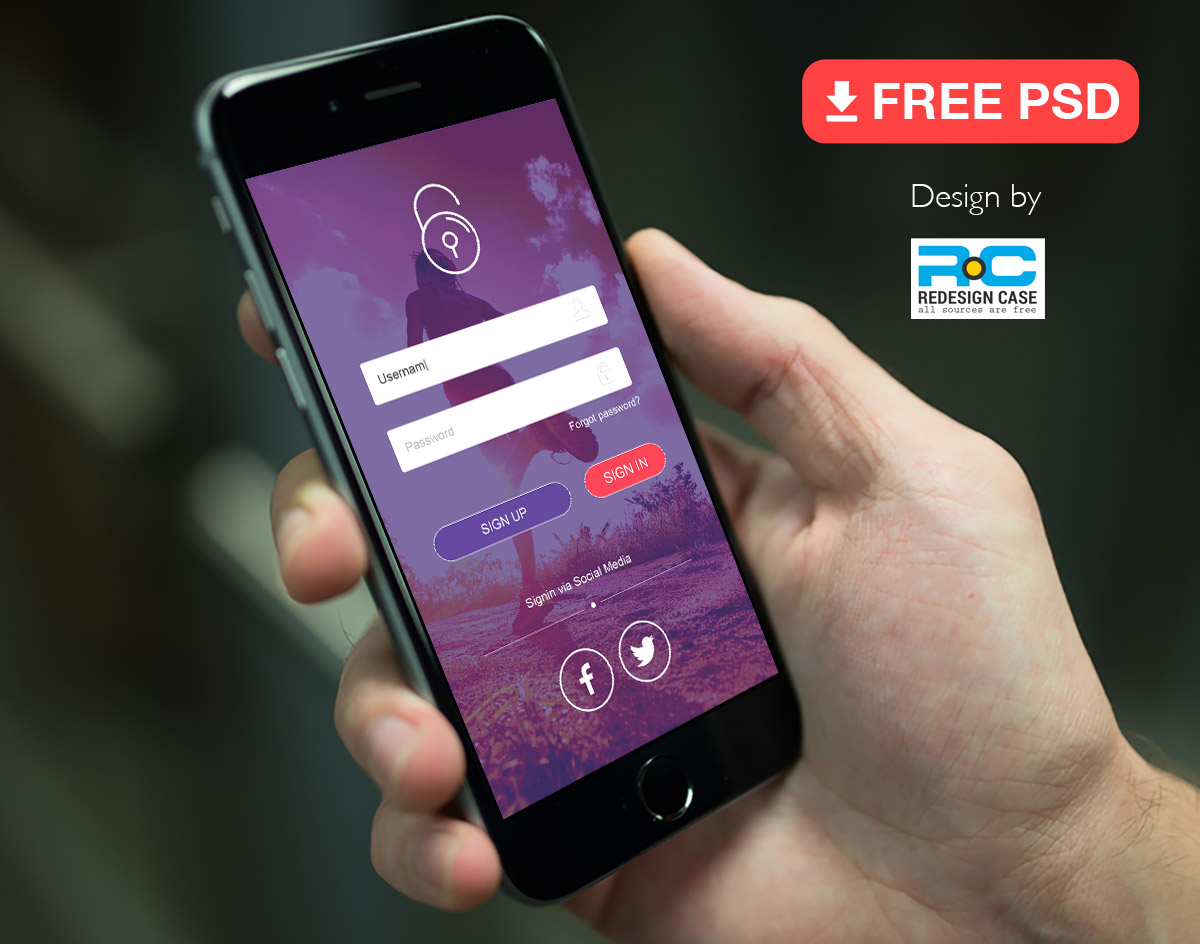 FREE PSD
Design by
RC
REDESIGN CASE
all sources are free
Usernam
Password
Forgot password?
SIGN IN
SIGN UP
Signin via Social Media